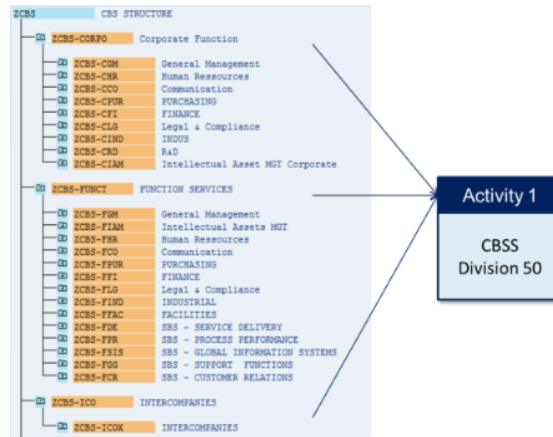 ZCBS CBS STRUCTURE
ZCBS-CORPO Corporate Function
ZCBS-CGM General Management
ZCBS-CHR Human Ressources
ZCBS-CCO Communication
ZCBS-CPUR PURCHASING
ZCBS-CFI FINANCE
ZCBS-CLG Legal & Compliance
ZCBS-CIND INDUS
ZCBS-CRD R&D
ZCBS-CIAM Intellectual Asset MGT Corporate
ZCBS-FUNCT FUNCTION SERVICES
ZCBS-FGM General Management
ZCBS-FIAM Intellectual Assets MGT
ZCBS-FHR Human Ressources
ZCBS-FCO Communication
ZCBS-FPUR PURCHASING
ZCBS-FFI FINANCE
ZCBS-FLG Legal & Compliance
ZCBS-FIND INDUSTRIAL
ZCBS-FFAC FACILITIES
ZCBS-FDE SBS - SERVICE DELIVERY
ZCBS-FPR SBS - PROCESS PERFORMANCE
ZCBS-FSIS SBS - GLOBAL INFORMATION SYSTEMS
ZCBS-FGG SBS - SUPPORT FUNCTIONS
ZCBS-FCR SBS - CUSTOMER RELATIONS
ZCBS-ICO INTERCOMPANIES
ZCBS-ICOX INTERCOMPANIES
Activity 1
CBSS
Division 50